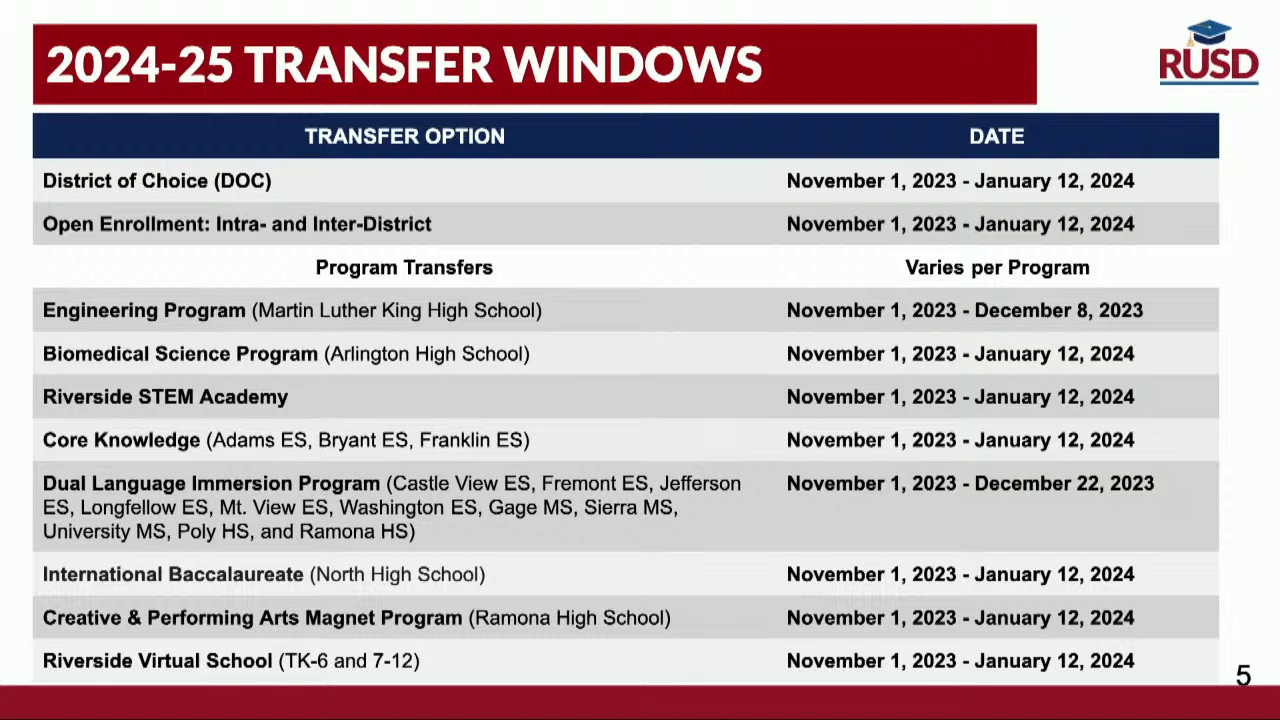 2024-25 TRANSFER WINDOWS
RUSD
TRANSFER OPTION DATE
District of Choice (DOC) November 1, 2023 - January 12, 2024
Open Enrollment: Intra- and Inter-District November 1, 2023 - January 12, 2024
Program Transfers Varies per Program
Engineering Program (Martin Luther King High School) November 1, 2023 - December 8, 2023
Biomedical Science Program (Arlington High School) November 1, 2023 - January 12, 2024
Riverside STEM Academy November 1, 2023 - January 12, 2024
Core Knowledge (Adams ES, Bryant ES, Franklin ES) November 1, 2023 - January 12, 2024
Dual Language Immersion Program (Castle View ES, Fremont ES, Jefferson November 1, 2023 - December 22, 2023
ES, Longfellow ES, Mt. View ES, Washington ES, Gage MS, Sierra MS,
University MS, Poly HS, and Ramona HS)
International Baccalaureate (North High School) November 1, 2023 - January 12, 2024
Creative & Performing Arts Magnet Program (Ramona High School) November 1, 2023 - January 12, 2024
Riverside Virtual School (TK-6 and 7-12) November 1, 2023 - January 12, 2024
5